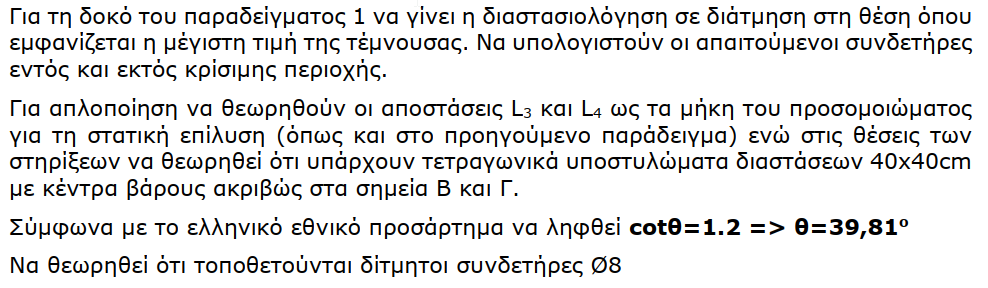 Για τη δοκό του παραδείγματος 1 να γίνει η διαστασιολόγηση σε διάτμηση στη θέση όπου
εμφανίζεται η μέγιστη τιμή της τέμνουσας. Να υπολογιστούν οι απαιτούμενοι συνδετήρες
εντός και εκτός κρίσιμης περιοχής.
Για απλοποίηση να θεωρηθούν οι αποστάσεις L₃ και L₄ ως τα μήκη του προσομοιώματος
για τη στατική επίλυση (όπως και στο προηγούμενο παράδειγμα) ενώ στις θέσεις των
στηρίξεων να θεωρηθεί ότι υπάρχουν τετραγωνικά υποστυλώματα διαστάσεων 40x40cm
με κέντρα βάρους ακριβώς στα σημεία Β και Γ.
Σύμφωνα με το ελληνικό εθνικό προσάρτημα να ληφθεί cotθ=1.2 => θ=39,81º
Να θεωρηθεί ότι τοποθετούνται δίτμητοι συνδετήρες Ø8